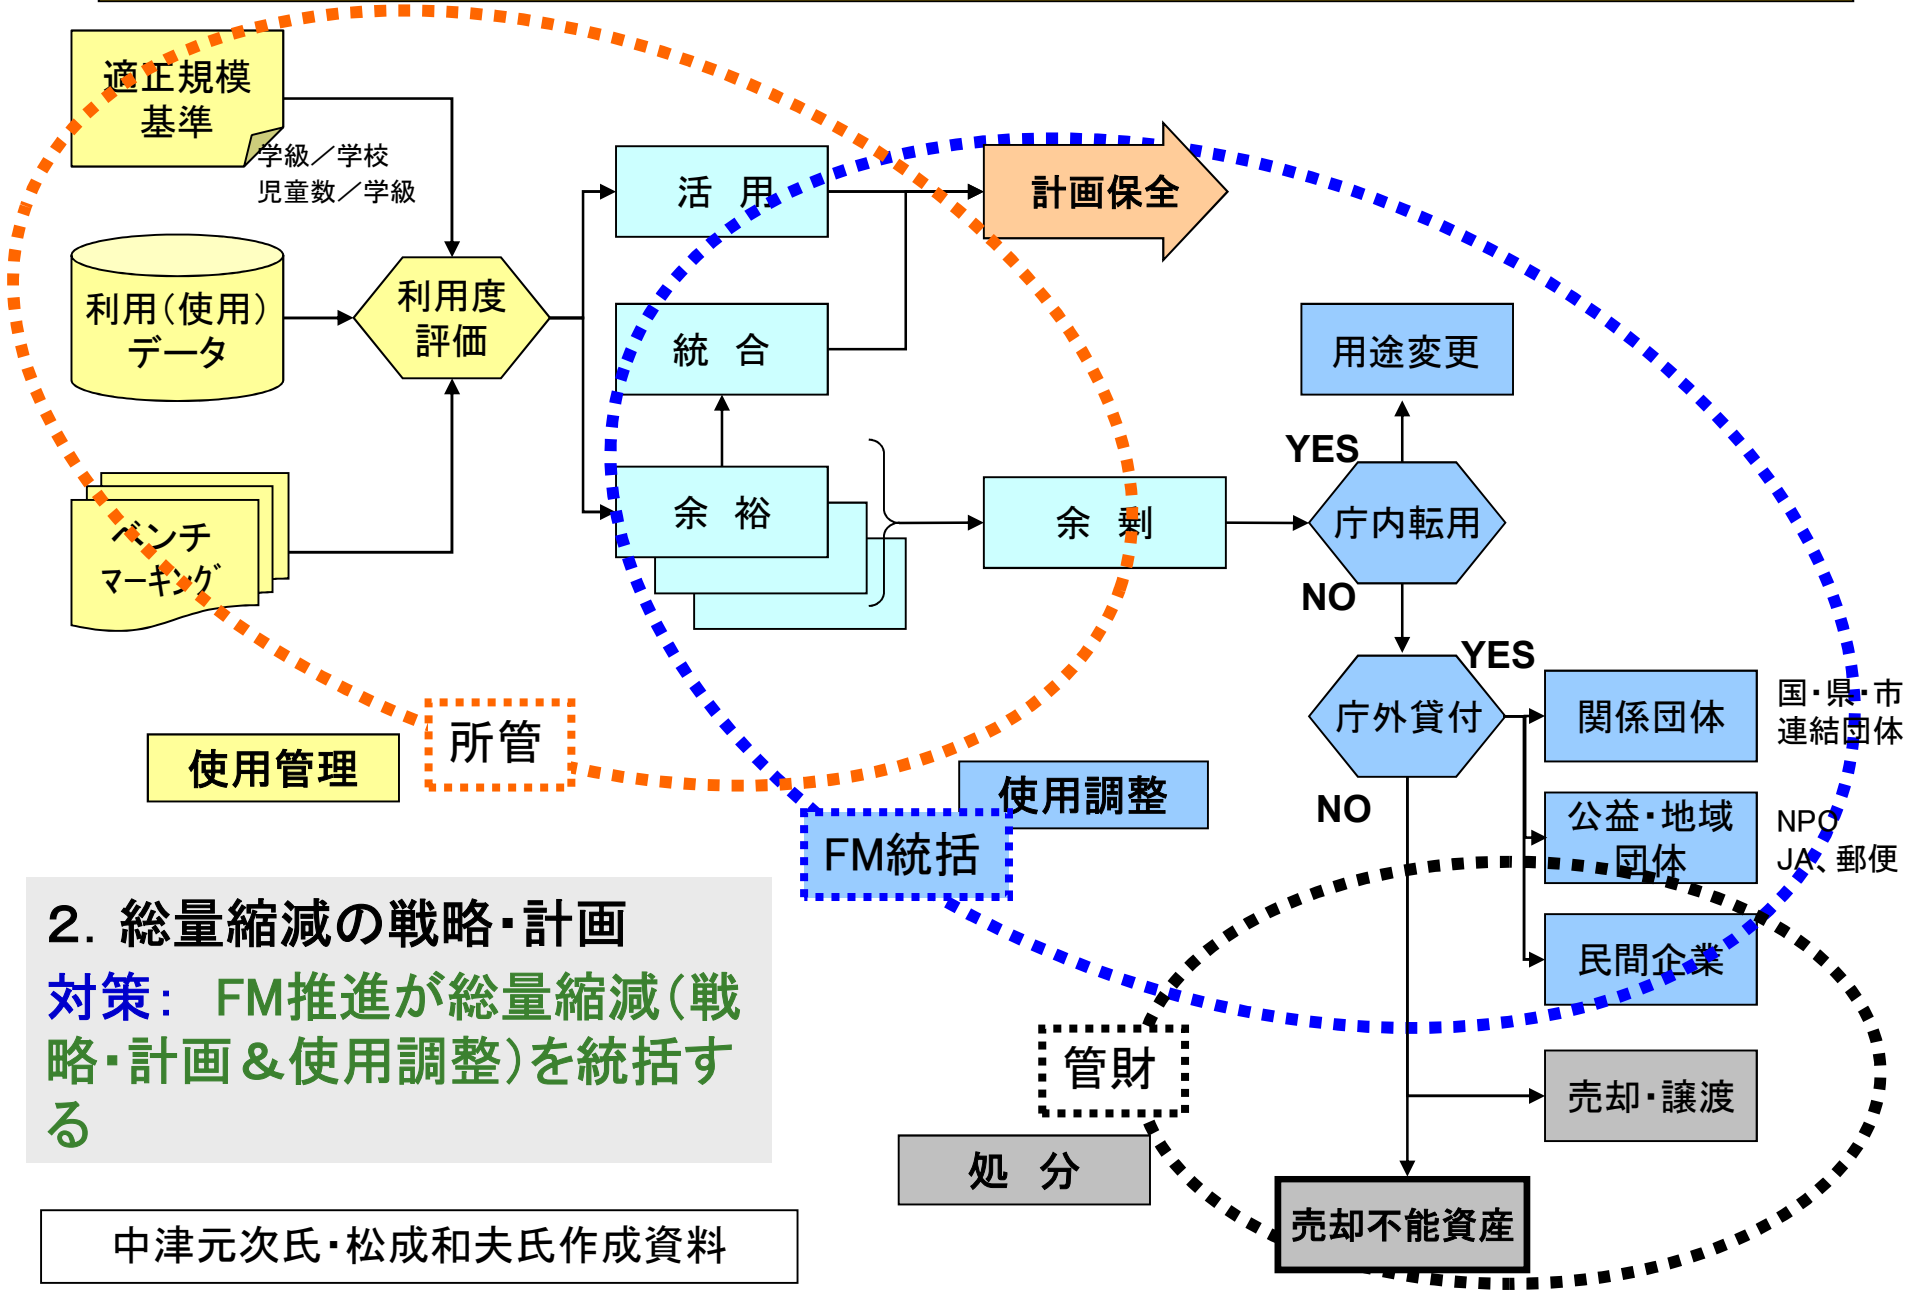 適正規模
基準
学級／学校
児童数／学級
利用（使用）
データ
ベンチ
マーキング
利用度
評価
活　用
統　合
余　裕
計画保全
余　剰
用途変更
YES
庁内転用
NO
YES
庁外貸付
NO
関係団体
国・県・市
連結団体
公益・地域
団体
NPO
JA、郵便
民間企業
売却・譲渡
売却不能資産
所管
使用管理
使用調整
FM統括
管財
処　分
２．総量縮減の戦略・計画
対策：　FM推進が総量縮減（戦
略・計画＆使用調整）を統括す
る
中津元次氏・松成和夫氏作成資料